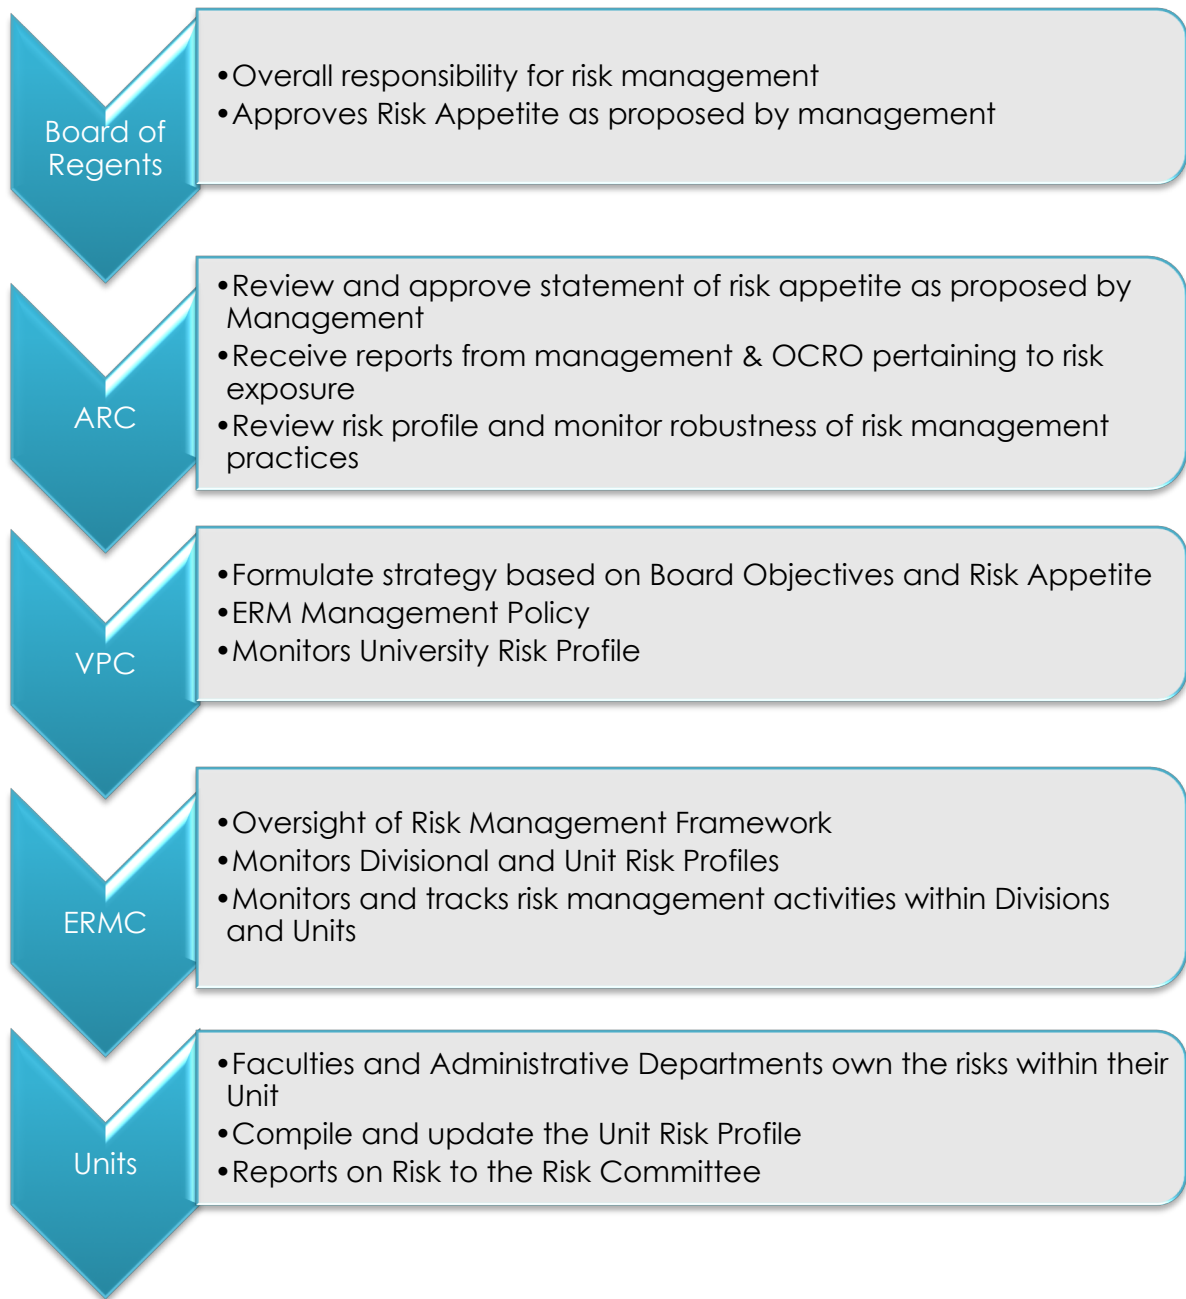 Board of
Regents
•Overall responsibility for risk management
•Approves Risk Appetite as proposed by management
ARC
•Review and approve statement of risk appetite as proposed by
Management
•Receive reports from management & OCRO pertaining to risk
exposure
•Review risk profile and monitor robustness of risk management
practices
VPC
•Formulate strategy based on Board Objectives and Risk Appetite
•ERM Management Policy
•Monitors University Risk Profile
ERMC
•Oversight of Risk Management Framework
•Monitors Divisional and Unit Risk Profiles
•Monitors and tracks risk management activities within Divisions
and Units
Units
•Faculties and Administrative Departments own the risks within their
Unit
•Compile and update the Unit Risk Profile
•Reports on Risk to the Risk Committee